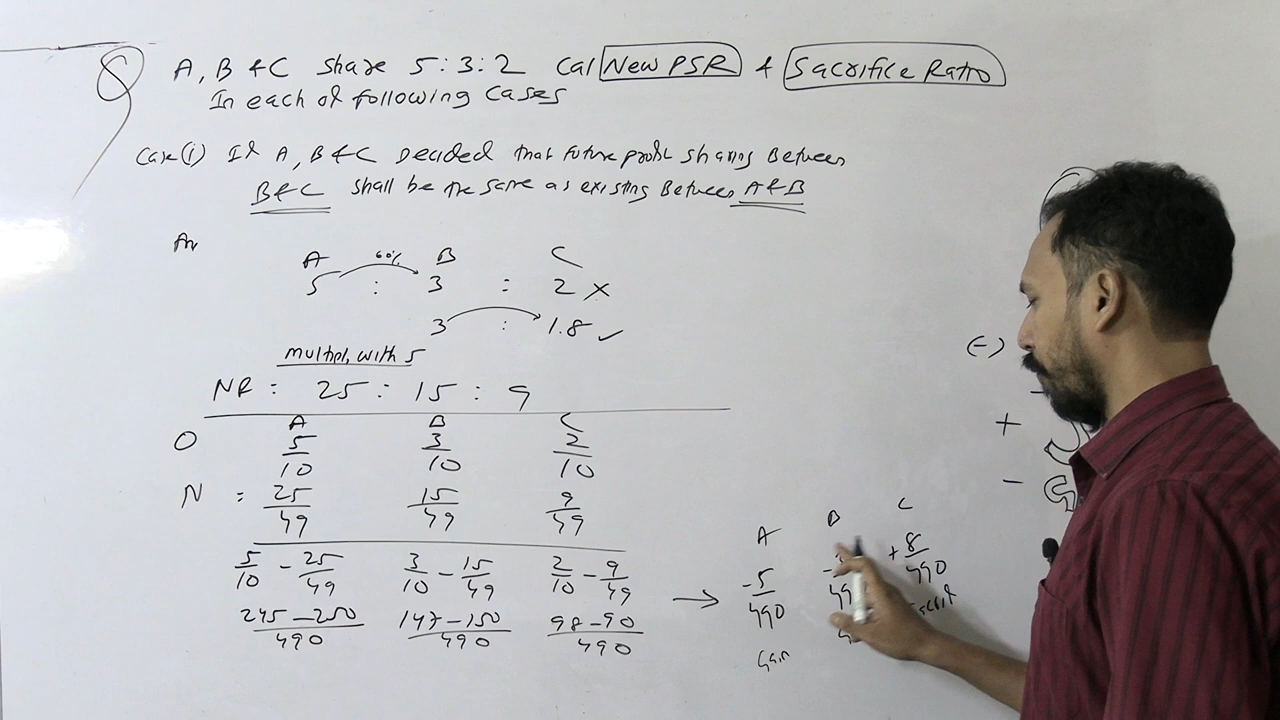 Q A, B & C Share 5:3:2 Cal New PSR & Sacrifice Ratio
In each of following Cases
Case(i) If A, B & C Decided that future profit sharing Between
B & C shall be the same as existing Between A & B
An
A 60% B C
5 : 3 : 2 ×
3 : 1.8 ✓
multipl, with 5
NR : 25 : 15 : 9
A B C
O 5/10 3/10 2/10
N = 25/49 15/49 9/49
5/10 - 25/49 3/10 - 15/49 2/10 - 9/49
245-250/490 147-150/490 98-90/490 →
A B C
-5/490 +8/490
Gain
(-)
+
-